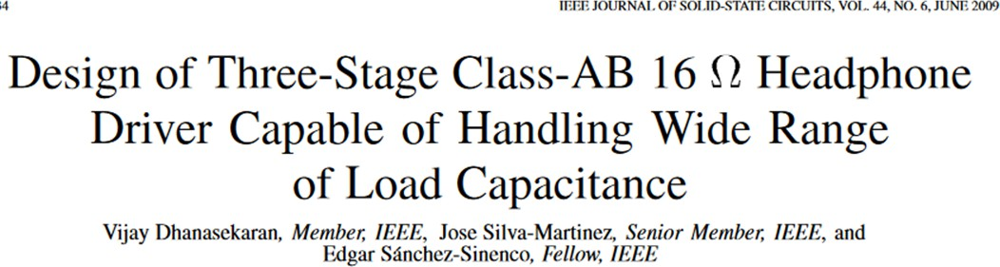 IEEE JOURNAL OF SOLID-STATE CIRCUITS, VOL. 44, NO. 6, JUNE 2009
Design of Three-Stage Class-AB 16 Ω Headphone
Driver Capable of Handling Wide Range
of Load Capacitance
Vijay Dhanasekaran, Member, IEEE, Jose Silva-Martinez, Senior Member, IEEE, and
Edgar Sánchez-Sinenco, Fellow, IEEE